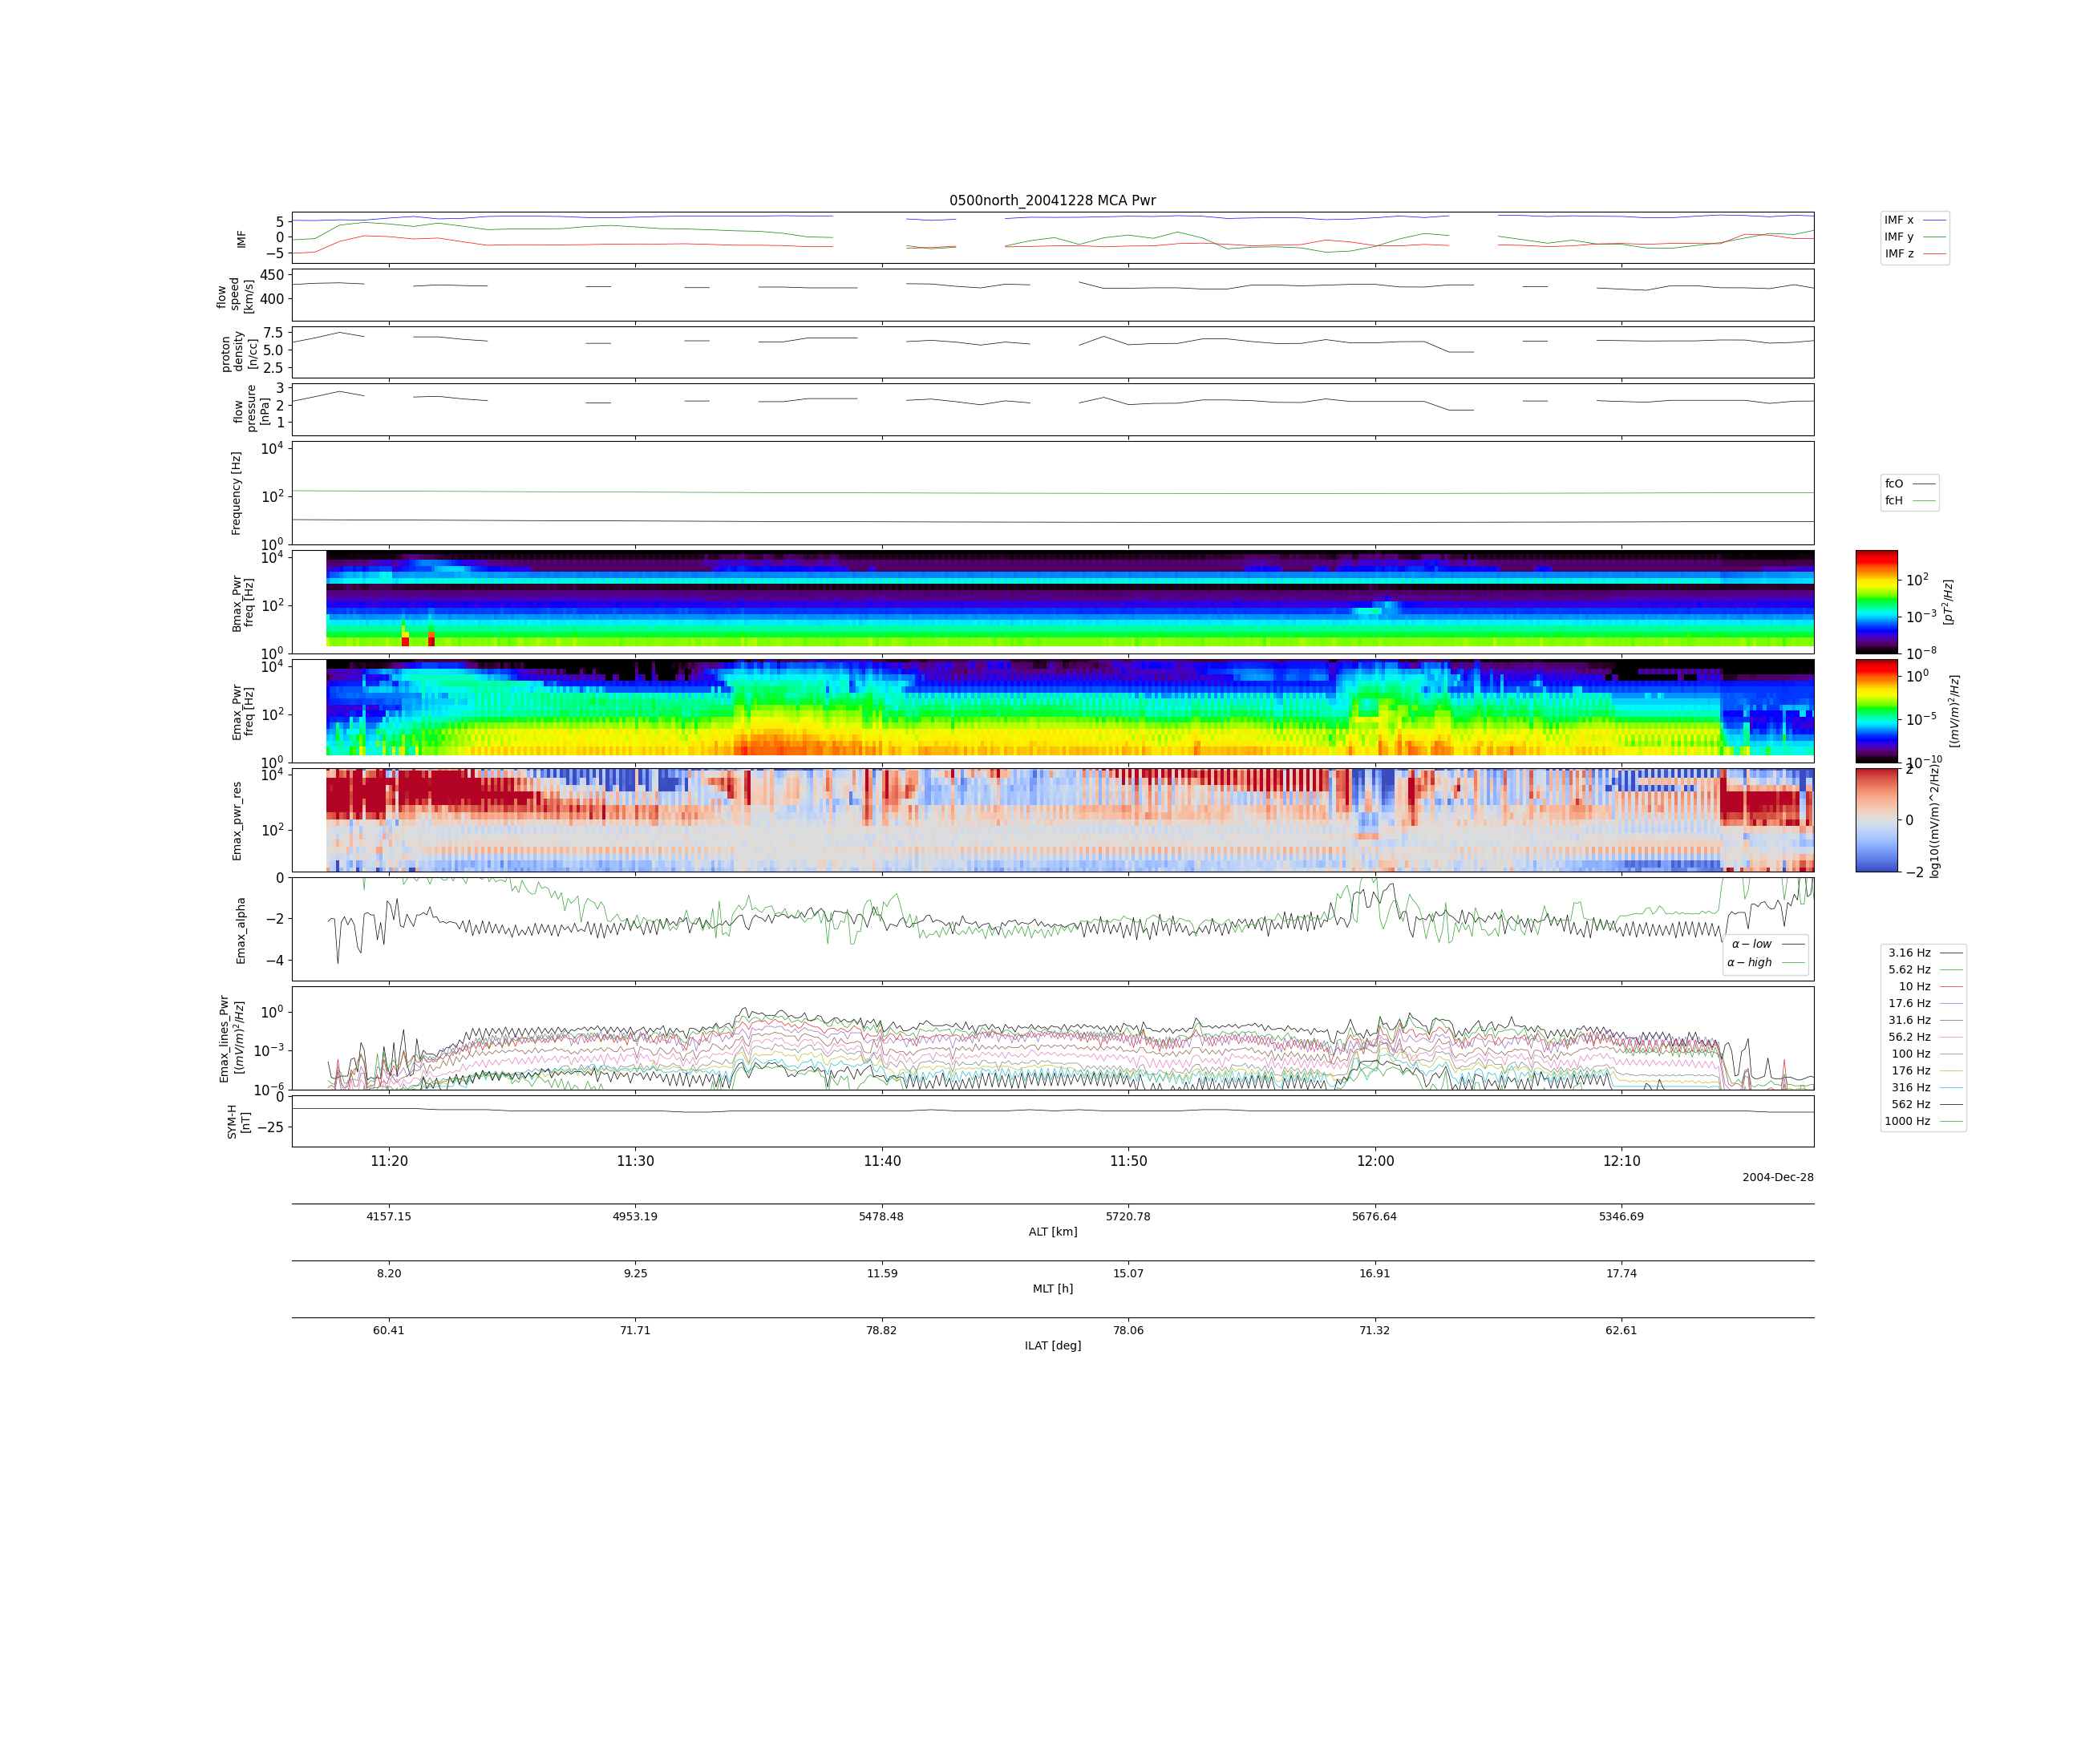 0500north_20041228 MCA Pwr
5
0
−5
IMF
IMF x
IMF y
IMF z
450
400
flow
speed
[km/s]
7.5
5.0
2.5
proton
density
[n/cc]
3
2
1
flow
pressure
[nPa]
10^4
10^2
10^0
Frequency [Hz]
fcO
fcH
10^4
10^2
10^0
Bmax_Pwr
freq [Hz]
10^2
10^-3
10^-8
[pT^2/Hz]
10^4
10^2
10^0
Emax_Pwr
freq [Hz]
10^0
10^-5
10^-10
[(mV/m)^2/Hz]
10^4
10^2
Emax_pwr_res
2
0
−2
log10((mV/m)^2/Hz)
0
−2
−4
Emax_alpha
α − low
α − high
10^0
10^-3
10^-6
Emax_lines_Pwr
[(mV/m)^2/Hz]
3.16 Hz
5.62 Hz
10 Hz
17.6 Hz
31.6 Hz
56.2 Hz
100 Hz
176 Hz
316 Hz
562 Hz
1000 Hz
0
−25
SYM-H
[nT]
11:20 11:30 11:40 11:50 12:00 12:10
2004-Dec-28
4157.15 4953.19 5478.48 5720.78 5676.64 5346.69
ALT [km]
8.20 9.25 11.59 15.07 16.91 17.74
MLT [h]
60.41 71.71 78.82 78.06 71.32 62.61
ILAT [deg]